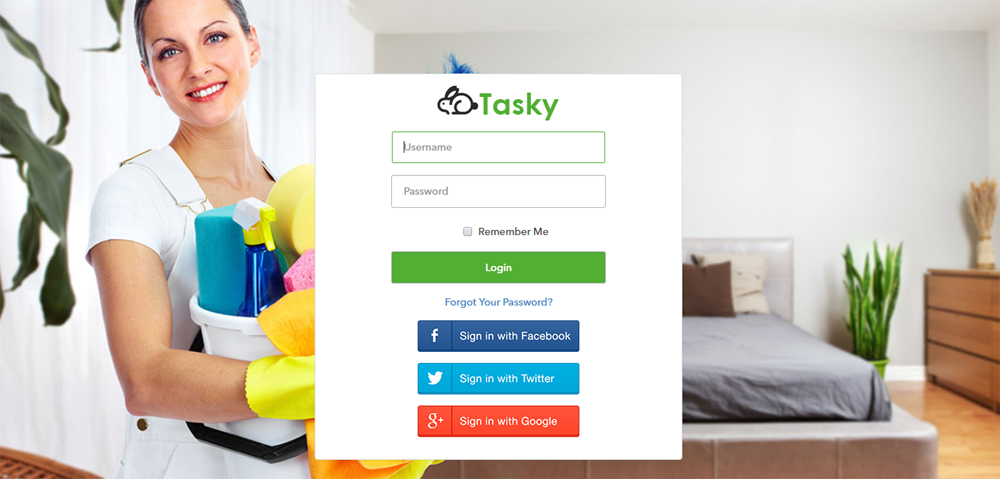 Tasky
Username
Password
Remember Me
Login
Forgot Your Password?
f Sign in with Facebook
Sign in with Twitter
g+ Sign in with Google